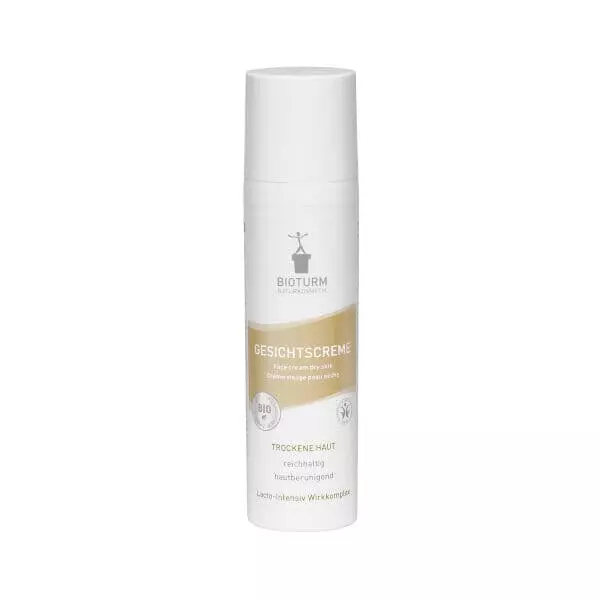 BIOTURM
NATURKOSMETIK
GESICHTSCREME
Face cream dry skin
Crème visage peau sèche
BIO
TROCKENE HAUT
reichhaltig
hautberuhigend
Lacto-Intensiv Wirkkomplex